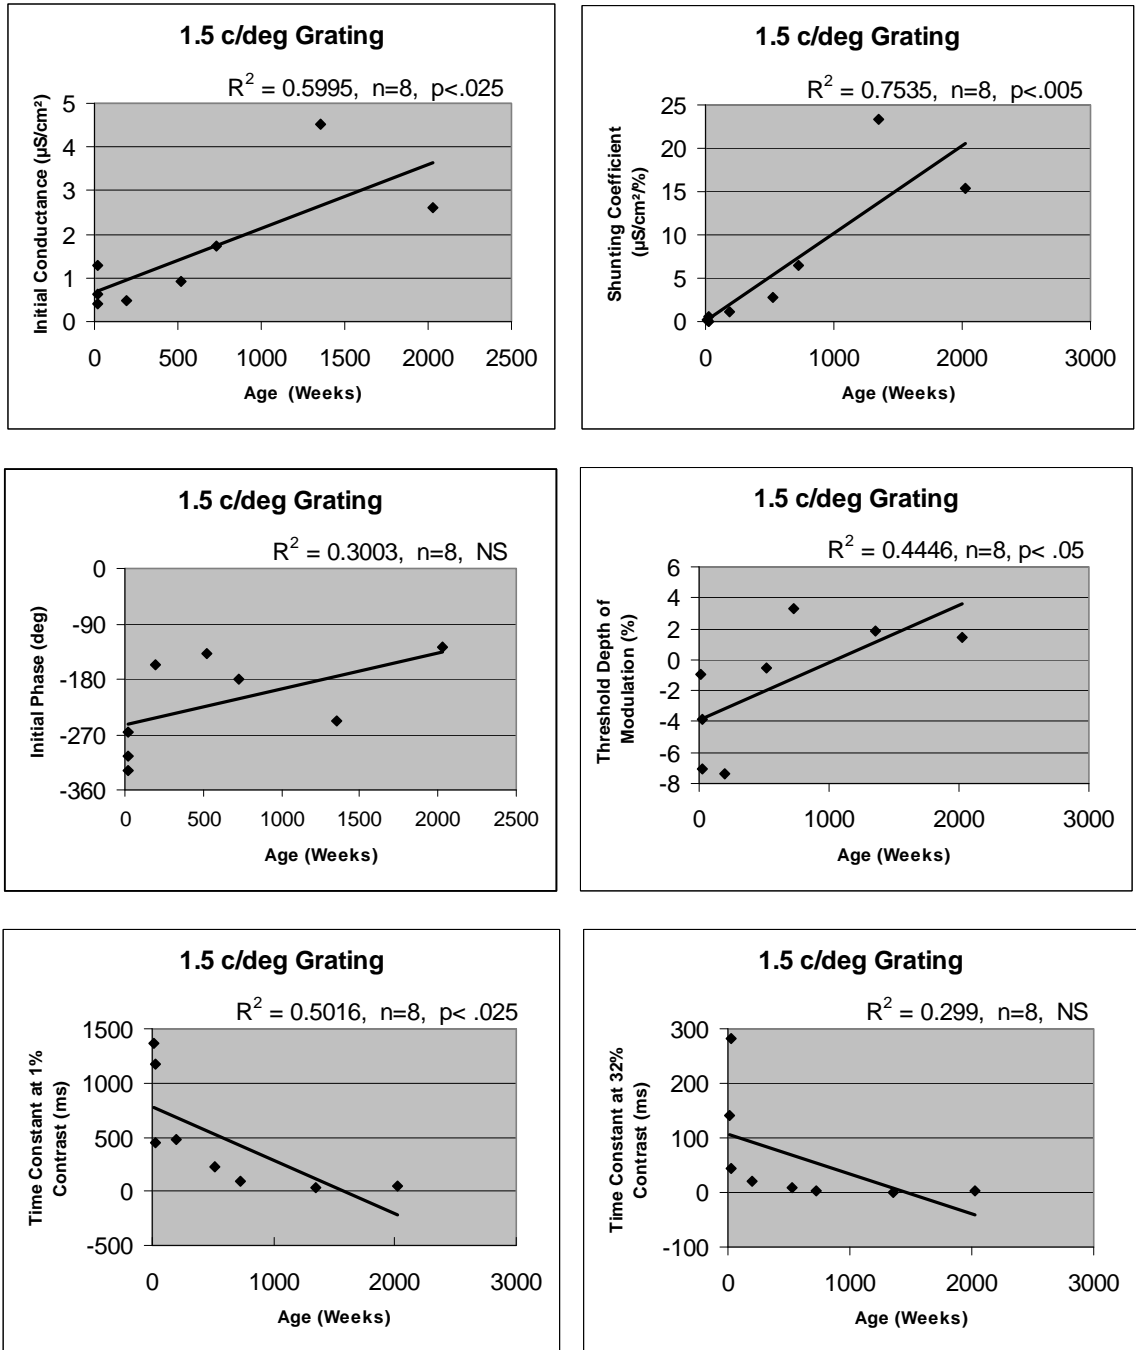 1.5 c/deg Grating
R² = 0.5995, n=8, p<.025
Initial Conductance (µS/cm²)
5
4
3
2
1
0
0 500 1000 1500 2000 2500
Age (Weeks)
1.5 c/deg Grating
R² = 0.7535, n=8, p<.005
Shunting Coefficient
(µS/cm²/%)
25
20
15
10
5
0
0 1000 2000 3000
Age (Weeks)
1.5 c/deg Grating
R² = 0.3003, n=8, NS
Initial Phase (deg)
0
-90
-180
-270
-360
0 500 1000 1500 2000 2500
Age (Weeks)
1.5 c/deg Grating
R² = 0.4446, n=8, p< .05
Threshold Depth of
Modulation (%)
6
4
2
0
-2
-4
-6
-8
0 1000 2000 3000
Age (Weeks)
1.5 c/deg Grating
R² = 0.5016, n=8, p< .025
Time Constant at 1%
Contrast (ms)
1500
1000
500
0
-500
0 1000 2000 3000
Age (Weeks)
1.5 c/deg Grating
R² = 0.299, n=8, NS
Time Constant at 32%
Contrast (ms)
300
200
100
0
-100
0 1000 2000 3000
Age (Weeks)